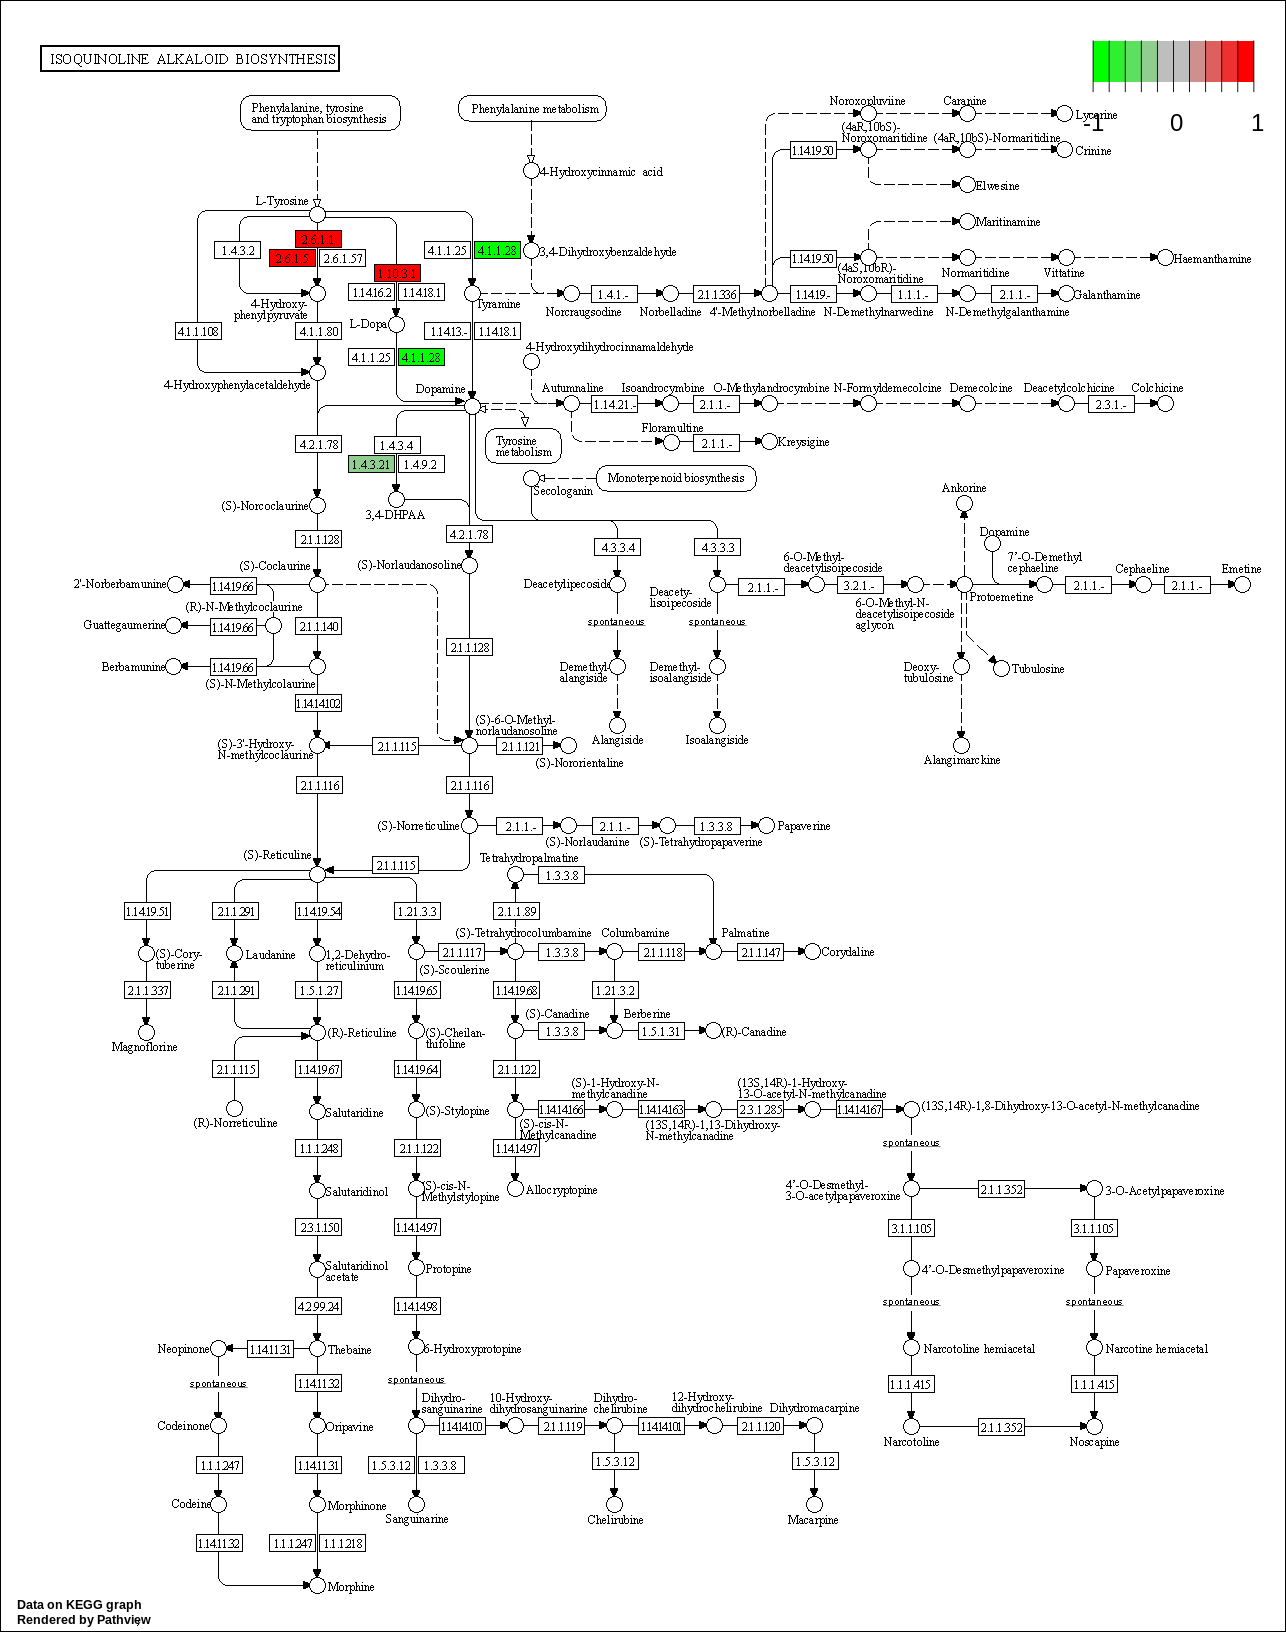 ISOQUINOLINE ALKALOID BIOSYNTHESIS
-1
0
1
Phenylalanine, tyrosine
and tryptophan biosynthesis
Phenylalanine metabolism
Noroxopluviine
Caranine
Lycorine
(4aR,10bS)-
Noroxomaritidine
(4aR,10bS)-Normaritidine
1.14.19.50
Crinine
4-Hydroxycinnamic acid
Elwesine
L-Tyrosine
Maritinamine
2.6.1.1
1.4.3.2
2.6.1.5
2.6.1.57
4.1.1.25
4.1.1.28
3,4-Dihydroxybenzaldehyde
1.14.19.50
Haemanthamine
(4aS,10bR)-
Noroxomaritidine
Normaritidine
Vittatine
1.10.3.1
1.14.16.2
1.14.18.1
4-Hydroxy-
phenylpyruvate
Tyramine
1.4.1.-
2.1.1.336
1.14.19.-
1.1.1.-
2.1.1.-
Galanthamine
Norcraugsodine
Norbelladine
4'-Methylnorbelladine
N-Demethylnarwedine
N-Demethylgalanthamine
L-Dopa
4.1.1.108
4.1.1.80
1.14.13.-
1.14.18.1
4-Hydroxydihydrocinnamaldehyde
4.1.1.25
4.1.1.28
4-Hydroxyphenylacetaldehyde
Dopamine
Autumnaline
Isoandrocymbine
O-Methylandrocymbine
N-Formyldemecolcine
Demecolcine
Deacetylcolchicine
Colchicine
1.14.21.-
2.1.1.-
2.3.1.-
Floramultine
2.1.1.-
Kreysigine
4.2.1.78
1.4.3.4
1.4.3.21
1.4.9.2
Tyrosine
metabolism
Monoterpenoid biosynthesis
Secologanin
(S)-Norcoclaurine
3,4-DHPAA
Ankorine
2.1.1.128
4.2.1.78
4.3.3.4
4.3.3.3
Dopamine
(S)-Coclaurine
(S)-Norlaudanosoline
6-O-Methyl-
deacetylisoipecoside
7'-O-Demethyl
cephaeline
Cephaeline
Emetine
2'-Norberbamunine
1.14.19.66
Deacetylipecoside
Deacety-
lisoipecoside
2.1.1.-
3.2.1.-
2.1.1.-
2.1.1.-
Protoemetine
6-O-Methyl-N-
deacetylisoipecoside
aglycon
(R)-N-Methylcoclaurine
Guattegaumerine
1.14.19.66
2.1.1.140
spontaneous
spontaneous
2.1.1.128
Berbamunine
1.14.19.66
(S)-N-Methylcolaurine
Demethyl-
alangiside
Demethyl-
isoalangiside
Deoxy-
tubulosine
Tubulosine
1.14.14.102
(S)-6-O-Methyl-
norlaudanosoline
Alangiside
Isoalangiside
(S)-3'-Hydroxy-
N-methylcoclaurine
2.1.1.115
2.1.1.121
(S)-Nororientaline
Alangimarckine
2.1.1.116
2.1.1.116
(S)-Norreticuline
2.1.1.-
2.1.1.-
1.3.3.8
Papaverine
(S)-Norlaudanine
(S)-Tetrahydropapaverine
(S)-Reticuline
2.1.1.115
Tetrahydropalmatine
1.3.3.8
1.14.19.51
2.1.1.291
1.14.19.54
1.21.3.3
2.1.1.89
(S)-Tetrahydrocolumbamine
Columbamine
Palmatine
(S)-Cory-
tuberine
Laudanine
1,2-Dehydro-
reticulinium
2.1.1.117
1.3.3.8
2.1.1.118
2.1.1.147
Corydaline
(S)-Scoulerine
2.1.1.337
2.1.1.291
1.5.1.27
1.14.19.65
1.14.19.68
1.21.3.2
(S)-Canadine
Berberine
Magnoflorine
(R)-Reticuline
(S)-Cheilan-
thifoline
1.3.3.8
1.5.1.31
(R)-Canadine
2.1.1.115
1.14.19.67
1.14.19.64
2.1.1.122
(S)-1-Hydroxy-N-
methylcanadine
(13S,14R)-1-Hydroxy-
13-O-acetyl-N-methylcanadine
(R)-Norreticuline
Salutaridine
(S)-Stylopine
1.14.14.166
1.14.14.163
2.3.1.285
1.14.14.167
(13S,14R)-1,8-Dihydroxy-13-O-acetyl-N-methylcanadine
(S)-cis-N-
Methylcanadine
(13S,14R)-1,13-Dihydroxy-
N-methylcanadine
spontaneous
1.1.1.248
2.1.1.122
1.14.14.97
Salutaridinol
(S)-cis-N-
Methylstylopine
Allocryptopine
4'-O-Desmethyl-
3-O-acetylpapaveroxine
2.1.1.352
3-O-Acetylpapaveroxine
2.3.1.150
1.14.14.97
3.1.1.105
3.1.1.105
Salutaridinol
acetate
Protopine
4'-O-Desmethylpapaveroxine
Papaveroxine
4.2.99.24
1.14.14.98
spontaneous
spontaneous
Neopinone
1.14.11.31
Thebaine
6-Hydroxyprotopine
Narcotoline hemiacetal
Narcotine hemiacetal
spontaneous
1.14.11.32
spontaneous
1.1.1.415
1.1.1.415
Dihydro-
sanguinarine
10-Hydroxy-
dihydrosanguinarine
Dihydro-
chelirubine
12-Hydroxy-
dihydrochelirubine
Dihydromacarpine
Codeinone
Oripavine
1.14.14.100
2.1.1.119
1.14.14.101
2.1.1.120
2.1.1.352
Narcotoline
Noscapine
1.1.1.247
1.14.11.31
1.5.3.12
1.3.3.8
1.5.3.12
1.5.3.12
Codeine
Morphinone
Sanguinarine
Chelirubine
Macarpine
1.14.11.32
1.1.1.247
1.1.1.218
Morphine
Data on KEGG graph
Rendered by Pathview